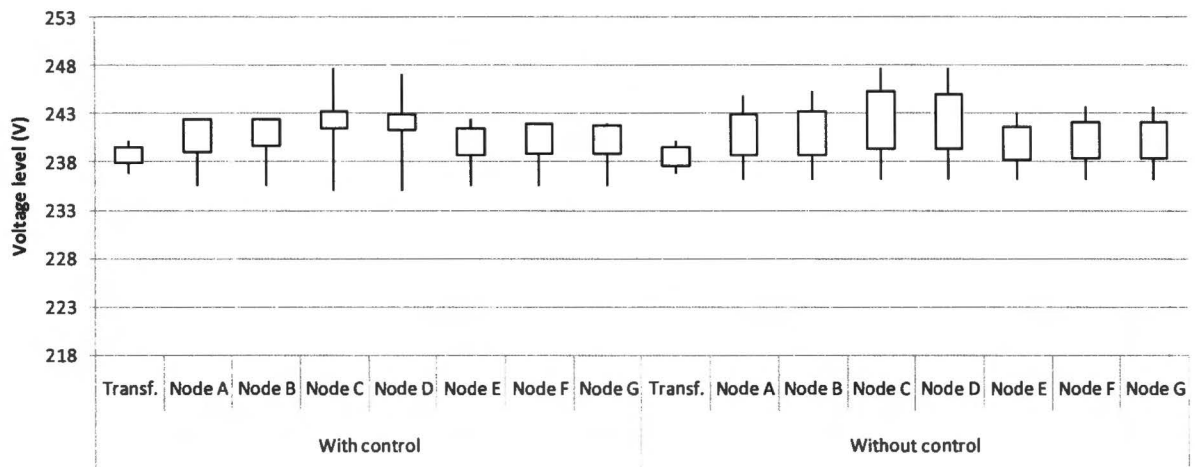 253
248
243
238
233
228
223
218
Voltage level (V)
Transf. Node A Node B Node C Node D Node E Node F Node G Transf. Node A Node B Node C Node D Node E Node F Node G
With control Without control